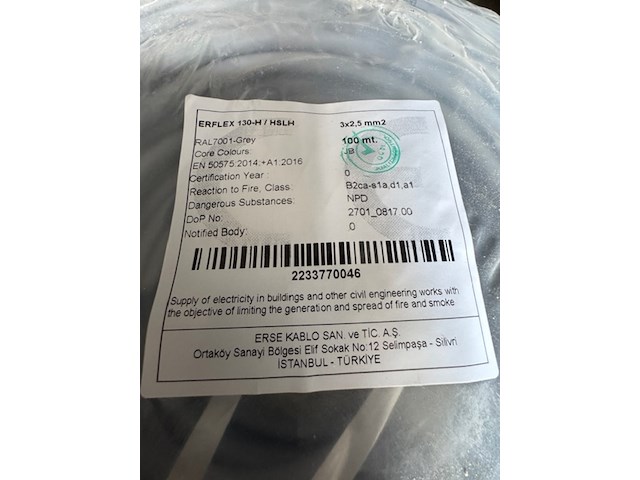 ERFLEX 130-H / HSLH 3x2,5 mm2
RAL7001-Grey 100 mt.
Core Colours JB
EN 50575:2014;+A1:2016
Certification Year : 0
Reaction to Fire, Class B2ca-s1a,d1,a1
Dangerous Substances: NPD
DoP No: 2701_0817.00
Notified Body: 0
2233770046
Supply of electricity in buildings and other civil engineering works with
the objective of limiting the generation and spread of fire and smoke
ERSE KABLO SAN. ve TİC. A.Ş.
Ortaköy Sanayi Bölgesi Elif Sokak No:12 Selimpaşa - Silivri
İSTANBUL - TÜRKİYE